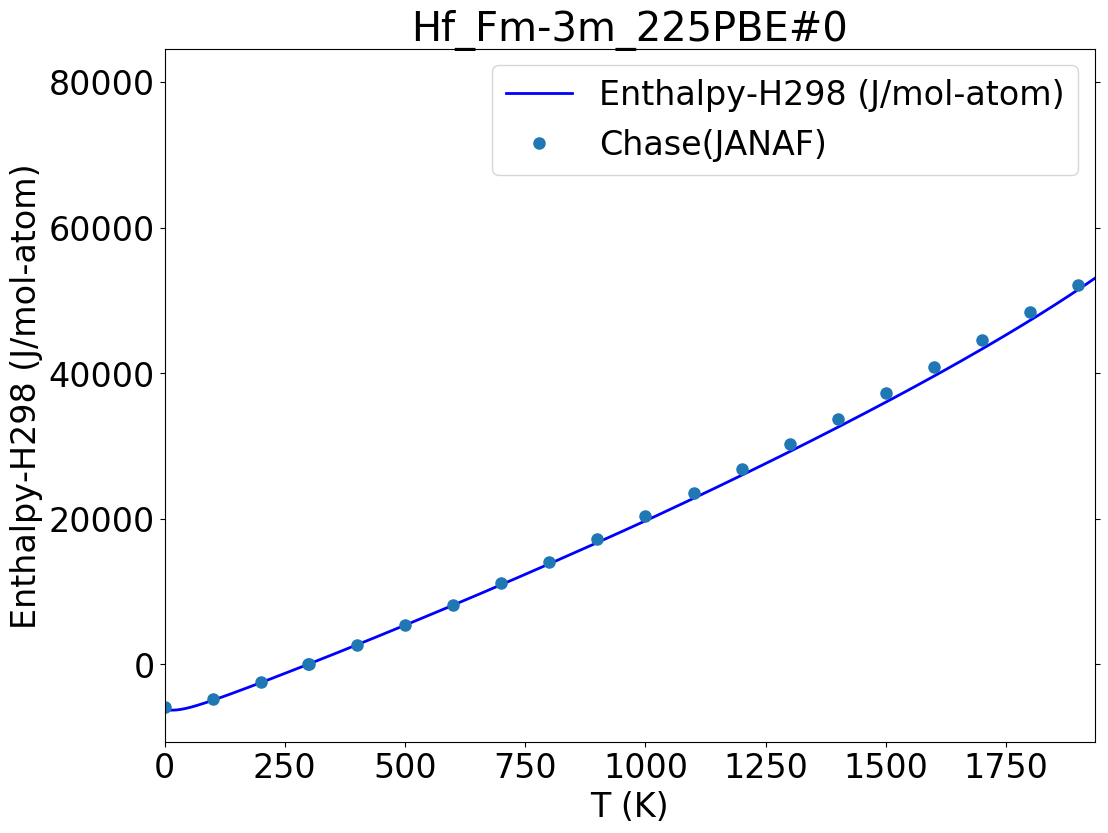 Hf_Fm-3m_225PBE#0
Enthalpy-H298 (J/mol-atom)
Chase(JANAF)
Enthalpy-H298 (J/mol-atom)
80000
60000
40000
20000
0
0 250 500 750 1000 1250 1500 1750
T (K)